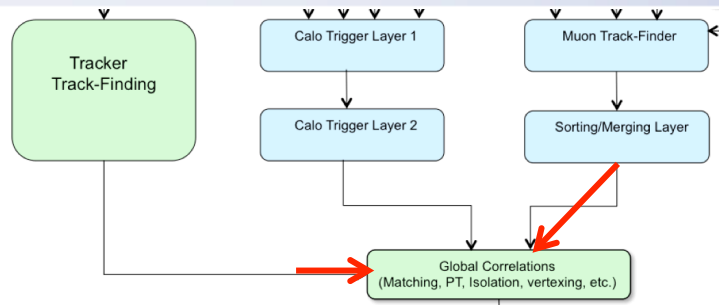 Tracker
Track-Finding
Calo Trigger Layer 1
Muon Track-Finder
Calo Trigger Layer 2
Sorting/Merging Layer
Global Correlations
(Matching, PT, Isolation, vertexing, etc.)